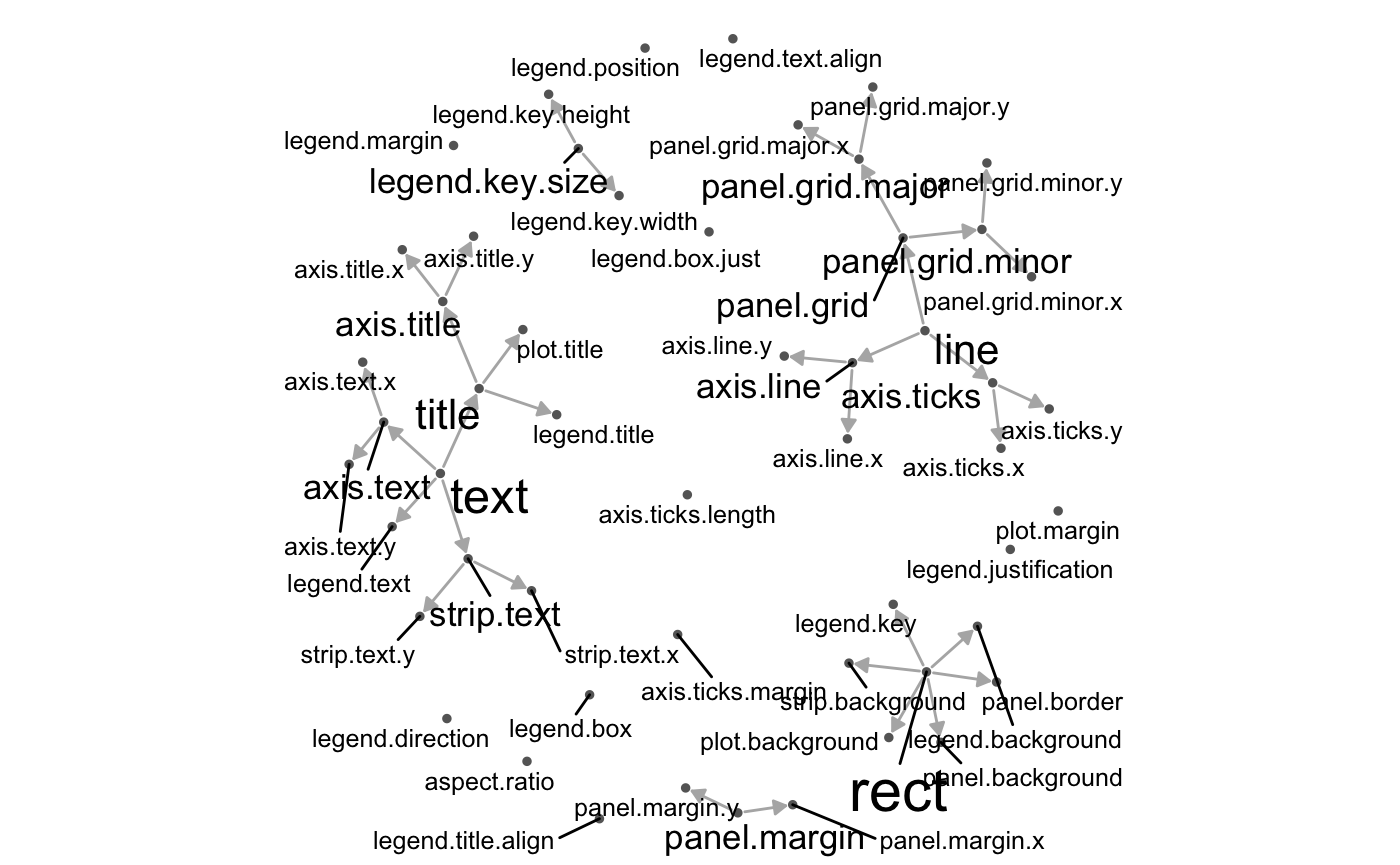 legend.text.align
legend.position
panel.grid.major.y
legend.key.height
legend.margin
panel.grid.major.x
legend.key.size
panel.grid.major
panel.grid.minor.y
legend.key.width
legend.box.just
axis.title.y
axis.title.x
panel.grid.minor
panel.grid
panel.grid.minor.x
axis.title
axis.line.y
plot.title
line
axis.text.x
axis.line
axis.ticks
title
legend.title
axis.ticks.y
axis.line.x
axis.ticks.x
axis.text
text
axis.ticks.length
plot.margin
axis.text.y
legend.justification
legend.text
strip.text
legend.key
strip.text.y
strip.text.x
axis.ticks.margin
strip.background
panel.border
legend.box
legend.direction
plot.background
legend.background
aspect.ratio
panel.background
rect
panel.margin.y
legend.title.align
panel.margin
panel.margin.x